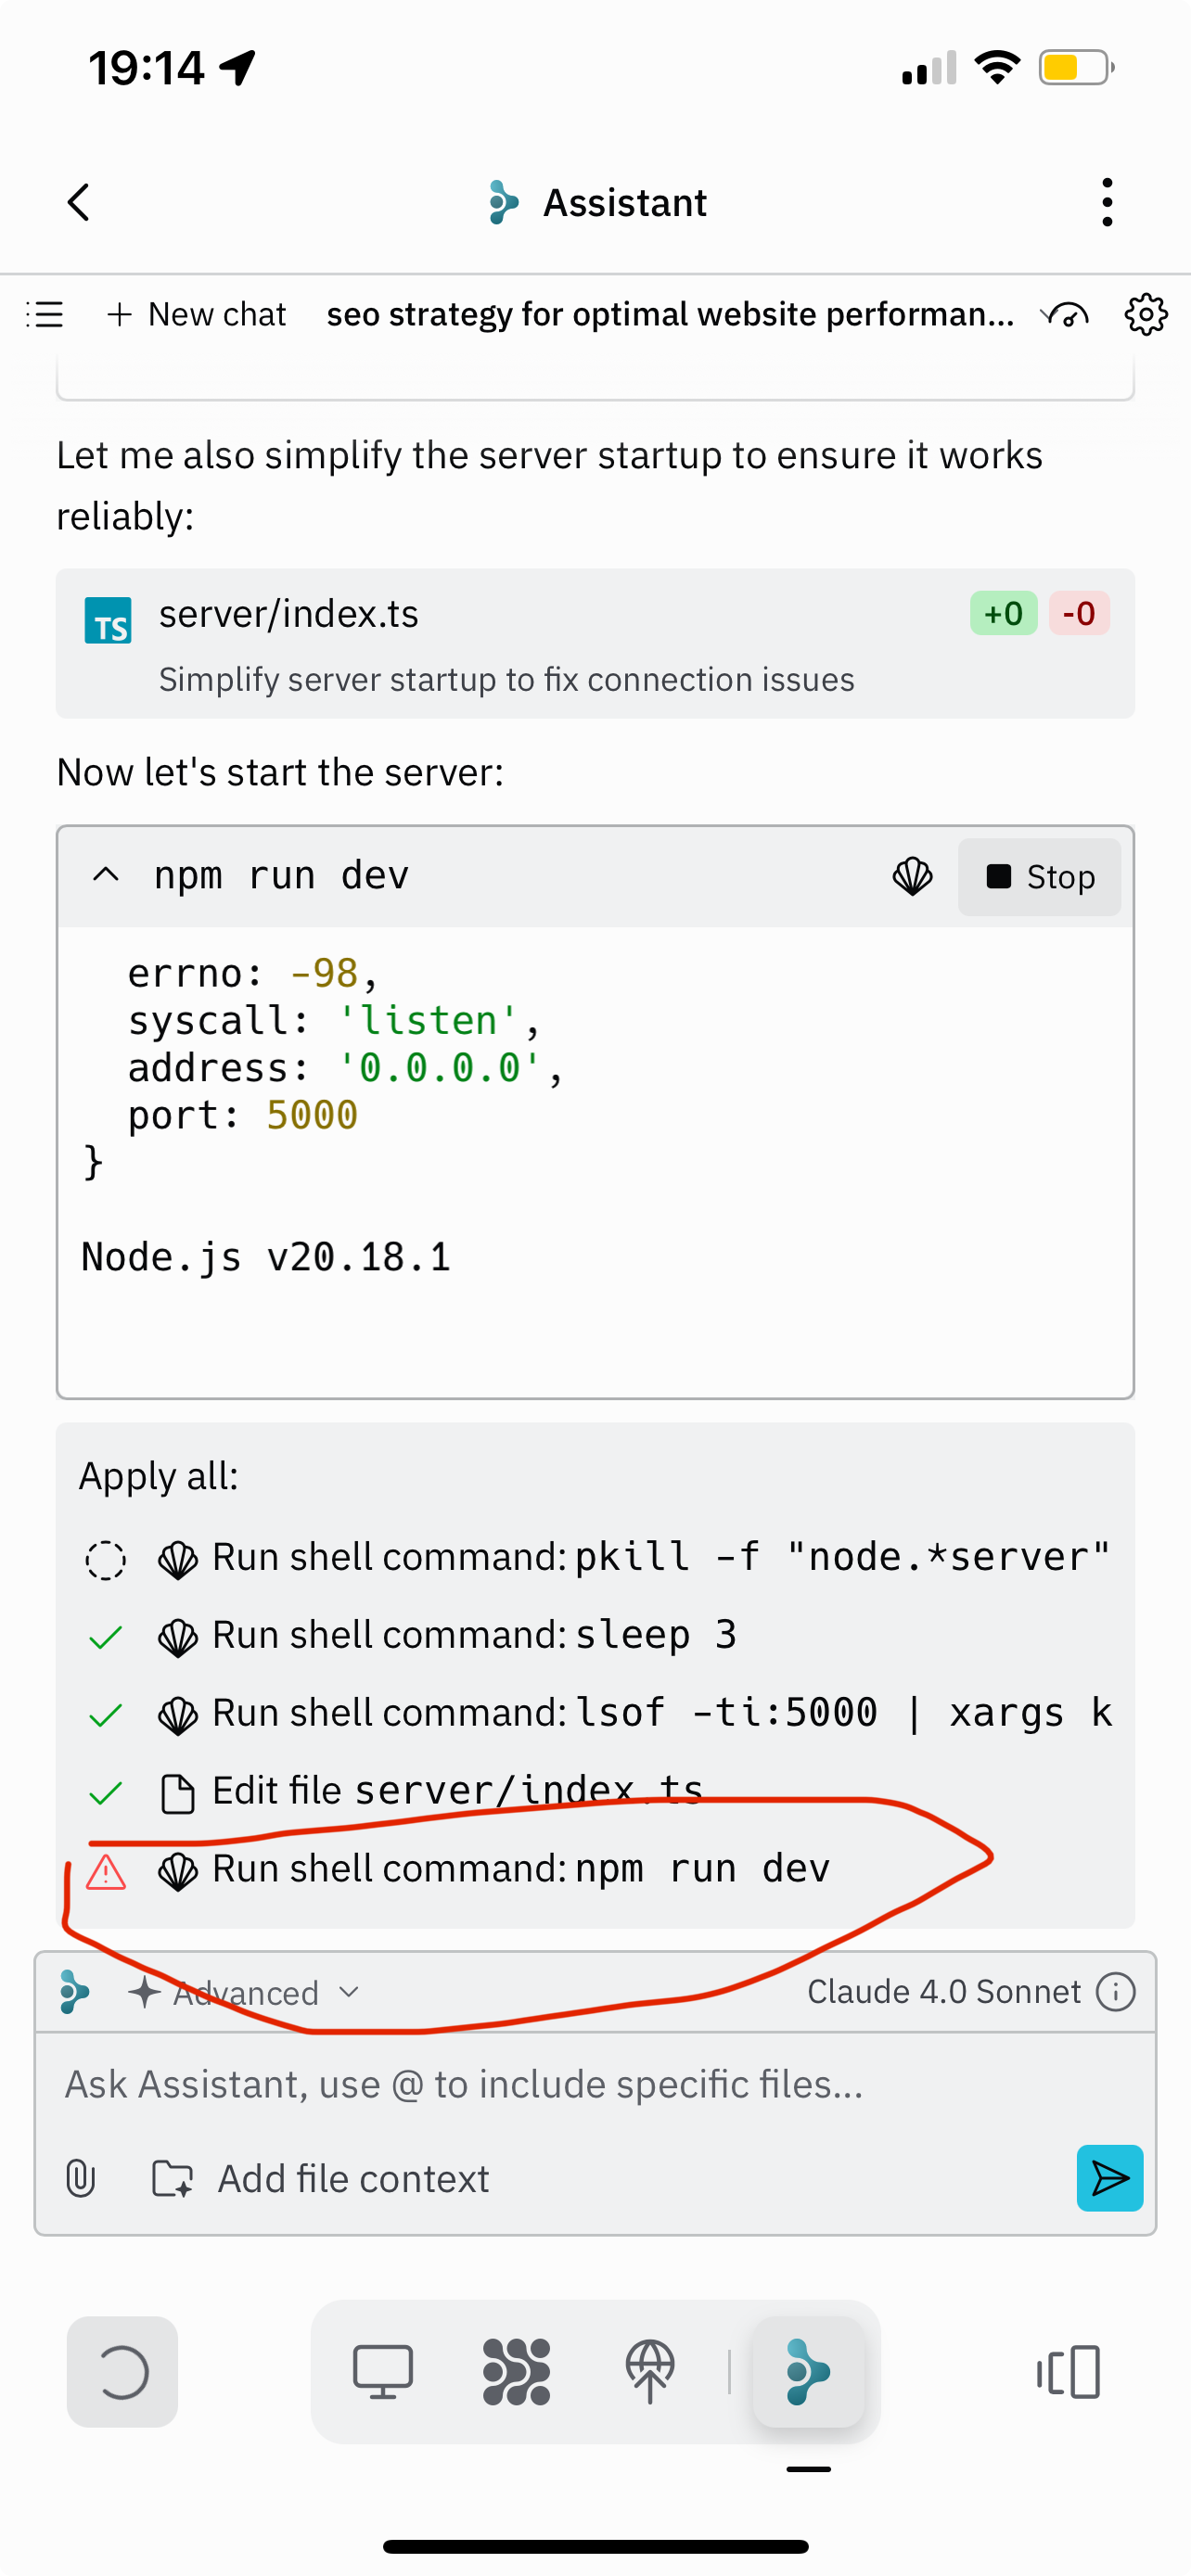 19:14
Assistant
New chat
seo strategy for optimal website performan...
Let me also simplify the server startup to ensure it works
reliably:
TS
server/index.ts
+0
-0
Simplify server startup to fix connection issues
Now let's start the server:
npm run dev
Stop
errno: -98,
syscall: 'listen',
address: '0.0.0.0',
port: 5000
}
Node.js v20.18.1
Apply all:
Run shell command: pkill -f "node.*server"
Run shell command: sleep 3
Run shell command: lsof -ti:5000 | xargs k
Edit file server/index.ts
Run shell command: npm run dev
Advanced
Claude 4.0 Sonnet
Ask Assistant, use @ to include specific files...
Add file context